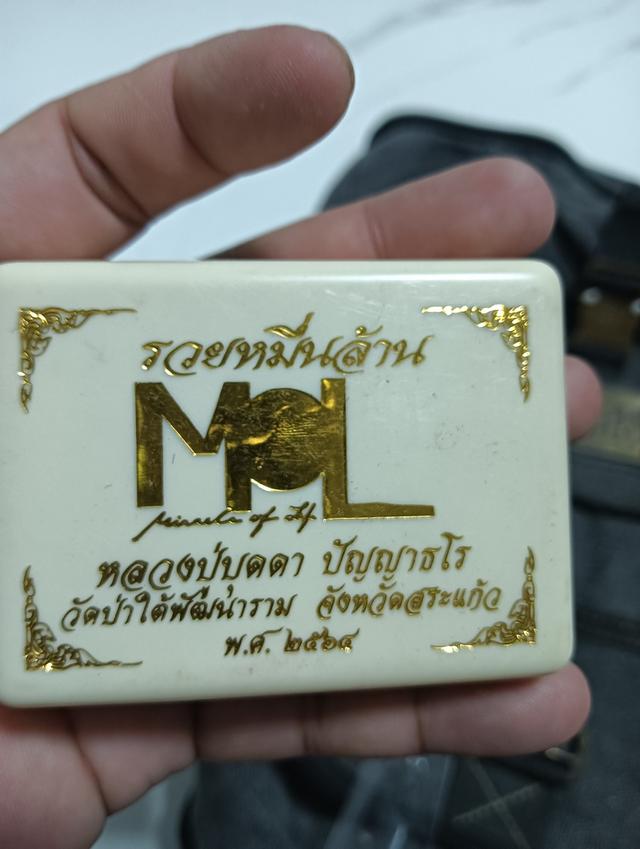 รวยหมื่นล้าน
MOL
Miracle of Life
หลวงปู่บุดดา ปัญญาธโร
วัดป่าใต้พัฒนาราม จังหวัดสระแก้ว
พ.ศ. ๒๕๖๔